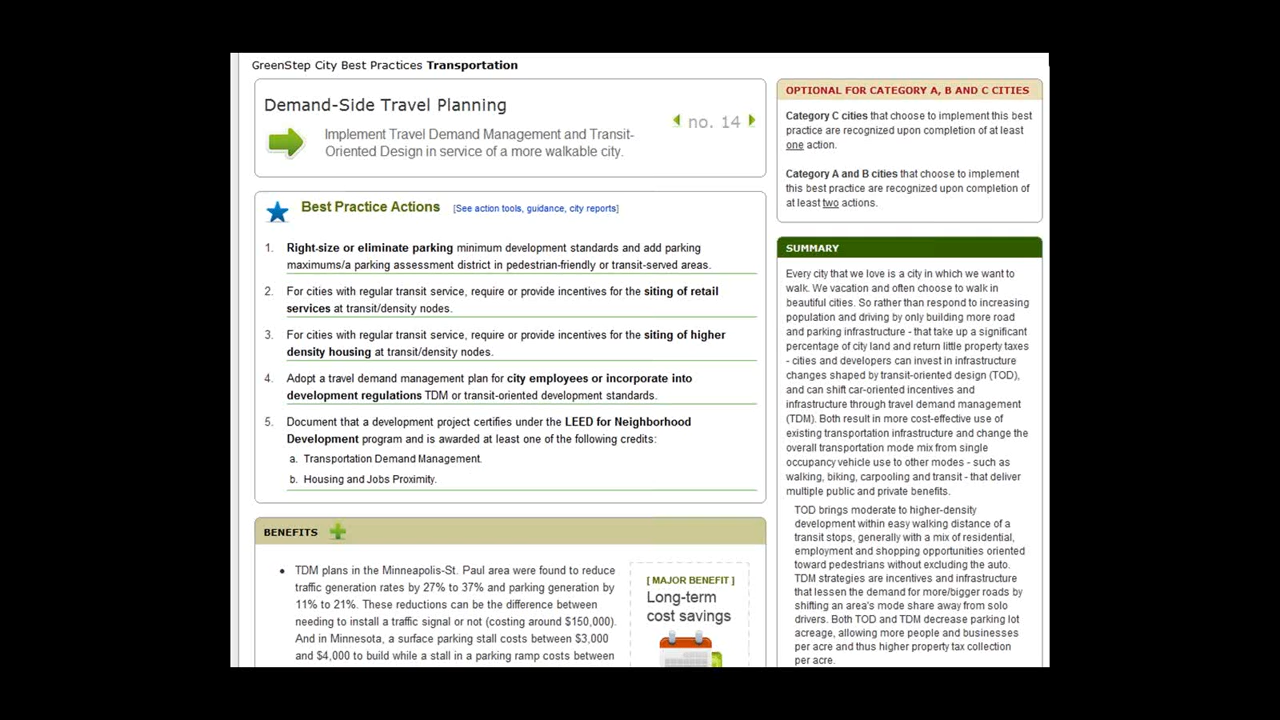 GreenStep City Best Practices Transportation
Demand-Side Travel Planning
Implement Travel Demand Management and Transit-
Oriented Design in service of a more walkable city.
no. 14
Best Practice Actions [See action tools, guidance, city reports]
1. Right-size or eliminate parking minimum development standards and add parking
maximums/a parking assessment district in pedestrian-friendly or transit-served areas.
2. For cities with regular transit service, require or provide incentives for the siting of retail
services at transit/density nodes.
3. For cities with regular transit service, require or provide incentives for the siting of higher
density housing at transit/density nodes.
4. Adopt a travel demand management plan for city employees or incorporate into
development regulations TDM or transit-oriented development standards.
5. Document that a development project certifies under the LEED for Neighborhood
Development program and is awarded at least one of the following credits:
a. Transportation Demand Management.
b. Housing and Jobs Proximity.
BENEFITS
• TDM plans in the Minneapolis-St. Paul area were found to reduce
traffic generation rates by 27% to 37% and parking generation by
11% to 21%. These reductions can be the difference between
needing to install a traffic signal or not (costing around $150,000).
And in Minnesota, a surface parking stall costs between $3,000
and $4,000 to build while a stall in a parking ramp costs between
[ MAJOR BENEFIT ]
Long-term
cost savings
OPTIONAL FOR CATEGORY A, B AND C CITIES
Category C cities that choose to implement this best
practice are recognized upon completion of at least
one action.
Category A and B cities that choose to implement
this best practice are recognized upon completion of
at least two actions.
SUMMARY
Every city that we love is a city in which we want to
walk. We vacation and often choose to walk in
beautiful cities. So rather than respond to increasing
population and driving by only building more road
and parking infrastructure - that take up a significant
percentage of city land and return little property taxes
- cities and developers can invest in infrastructure
changes shaped by transit-oriented design (TOD),
and can shift car-oriented incentives and
infrastructure through travel demand management
(TDM). Both result in more cost-effective use of
existing transportation infrastructure and change the
overall transportation mode mix from single
occupancy vehicle use to other modes - such as
walking, biking, carpooling and transit - that deliver
multiple public and private benefits.
TOD brings moderate to higher-density
development within easy walking distance of a
transit stops, generally with a mix of residential,
employment and shopping opportunities oriented
toward pedestrians without excluding the auto.
TDM strategies are incentives and infrastructure
that lessen the demand for more/bigger roads by
shifting an area's mode share away from solo
drivers. Both TOD and TDM decrease parking lot
acreage, allowing more people and businesses
per acre and thus higher property tax collection
per acre.